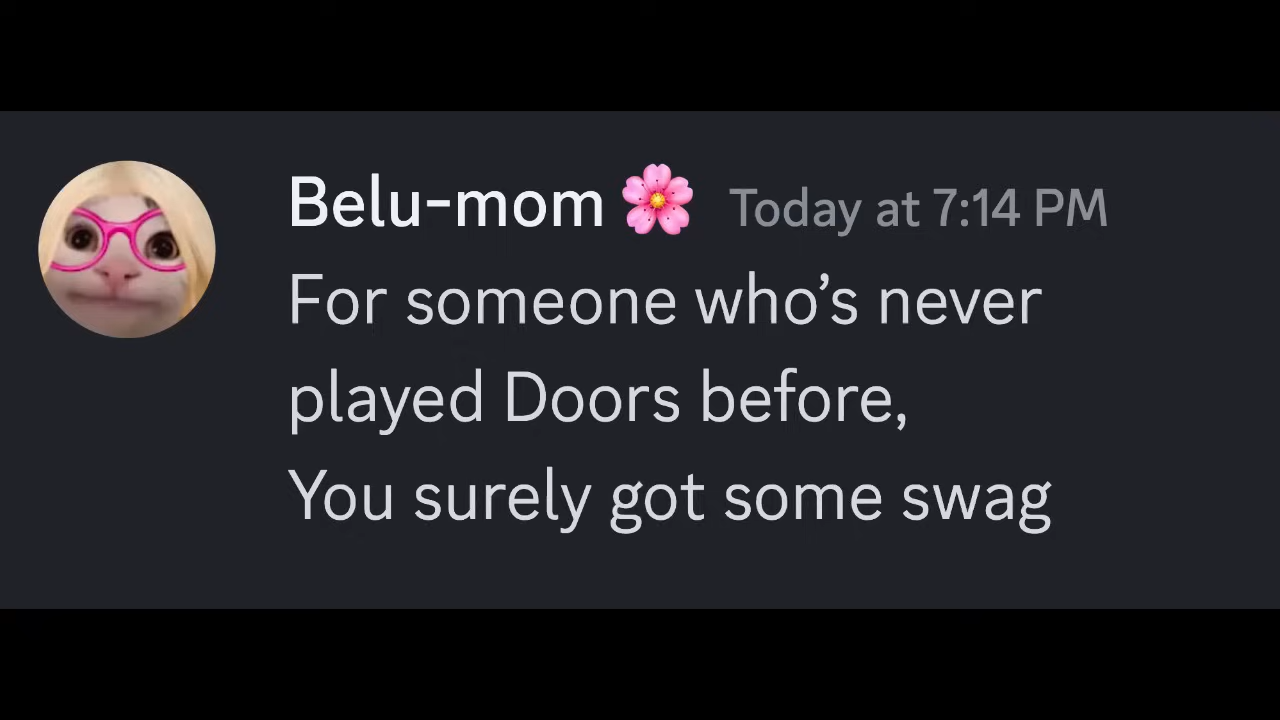 Belu-mom🌸 Today at 7:14 PM
For someone who’s never
played Doors before,
You surely got some swag